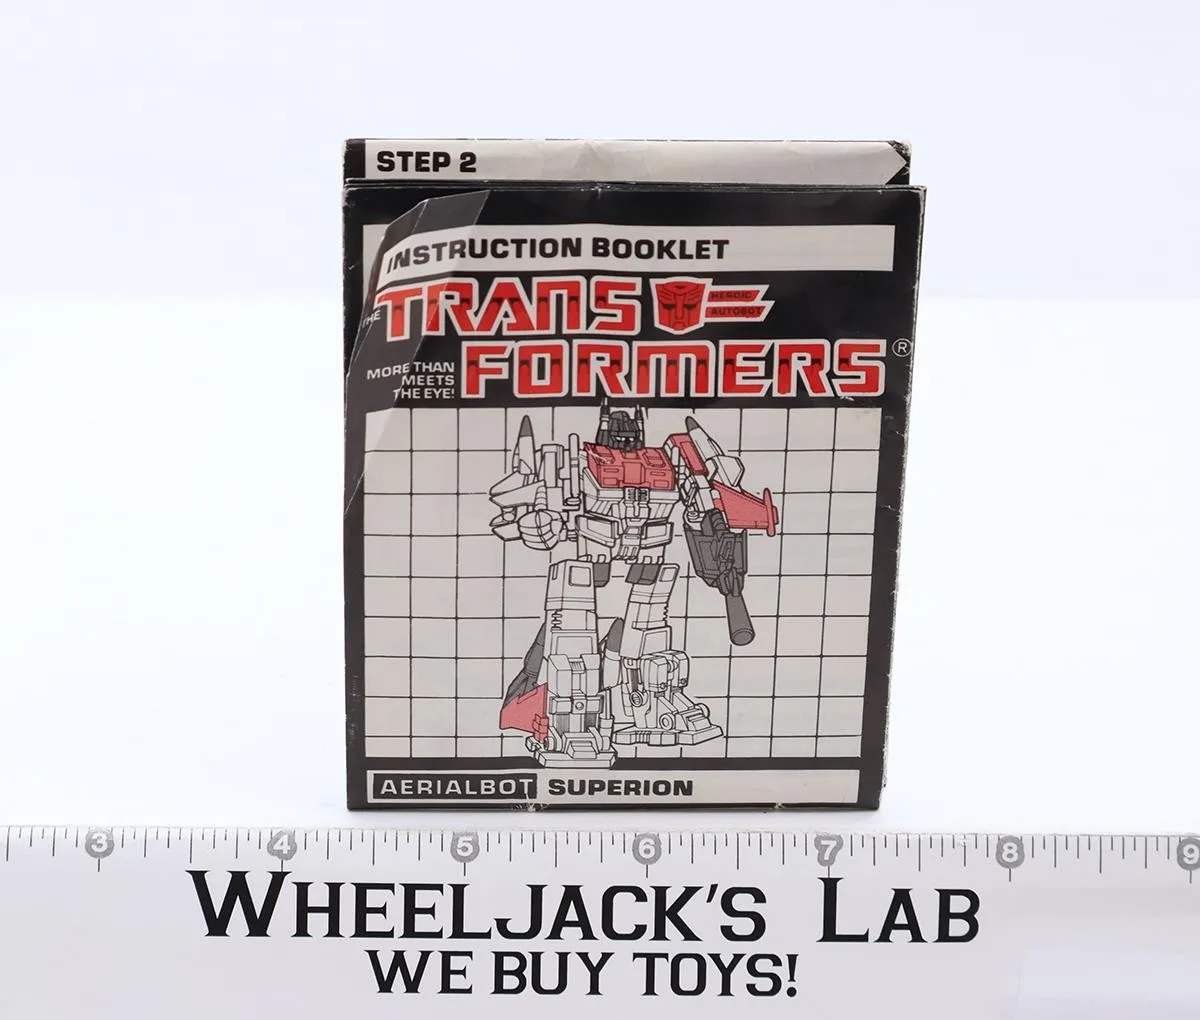 STEP 2
INSTRUCTION BOOKLET
THE TRANS
HEROIC
AUTOBOT
FORMERS®
MORE THAN
MEETS
THE EYE!
AERIALBOT SUPERION
3 4 5 6 7 8 9
WHEELJACK'S LAB
WE BUY TOYS!